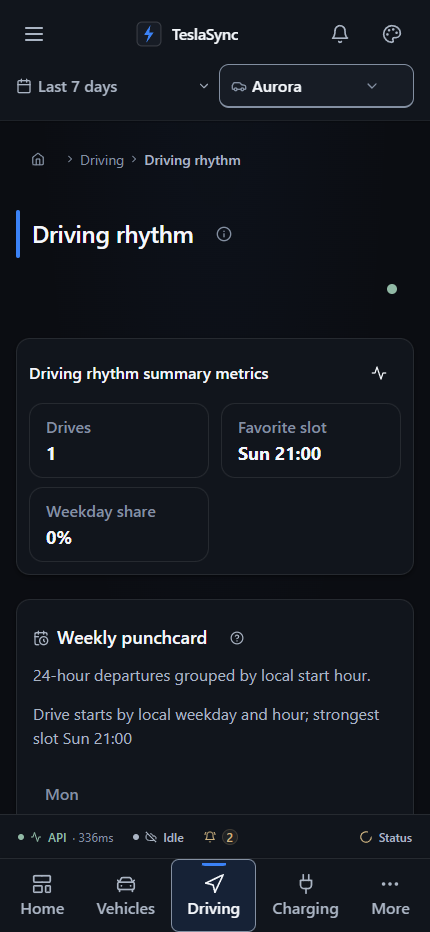 TeslaSync
Last 7 days
Aurora
Driving
Driving rhythm
Driving rhythm
Driving rhythm summary metrics
Drives
1
Favorite slot
Sun 21:00
Weekday share
0%
Weekly punchcard
24-hour departures grouped by local start hour.
Drive starts by local weekday and hour; strongest
slot Sun 21:00
Mon
API · 336ms
Idle
2
Status
Home
Vehicles
Driving
Charging
More